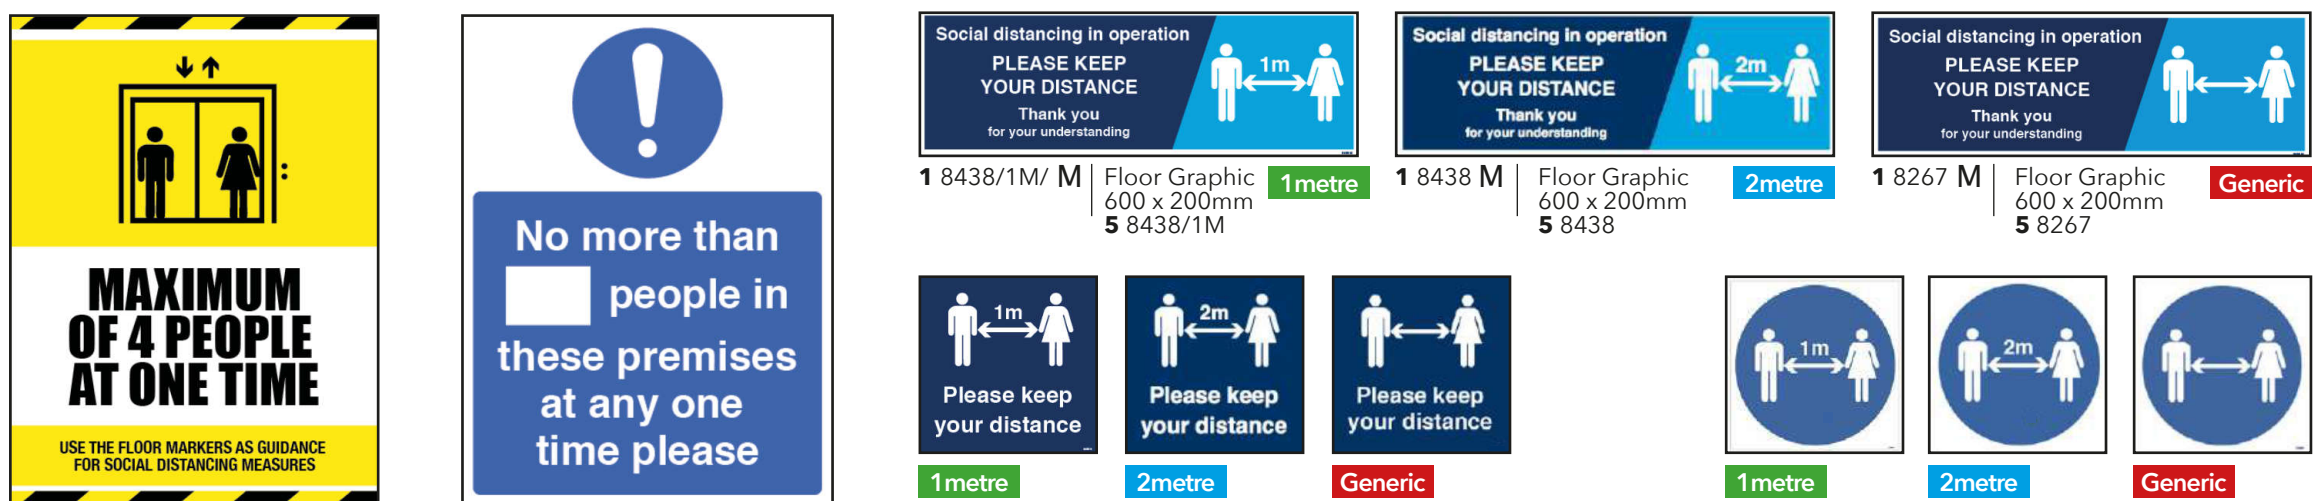 MAXIMUM
OF 4 PEOPLE
AT ONE TIME
USE THE FLOOR MARKERS AS GUIDANCE
FOR SOCIAL DISTANCING MEASURES
No more than
people in
these premises
at any one
time please
Social distancing in operation
PLEASE KEEP
YOUR DISTANCE
Thank you
for your understanding
1m
1 8438/1M/ M
Floor Graphic
600 x 200mm
5 8438/1M
1metre
Social distancing in operation
PLEASE KEEP
YOUR DISTANCE
Thank you
for your understanding
2m
1 8438 M
Floor Graphic
600 x 200mm
5 8438
2metre
Social distancing in operation
PLEASE KEEP
YOUR DISTANCE
Thank you
for your understanding
1 8267 M
Floor Graphic
600 x 200mm
5 8267
Generic
1m
Please keep
your distance
1metre
2m
Please keep
your distance
2metre
Please keep
your distance
Generic
1m
1metre
2m
2metre
Generic